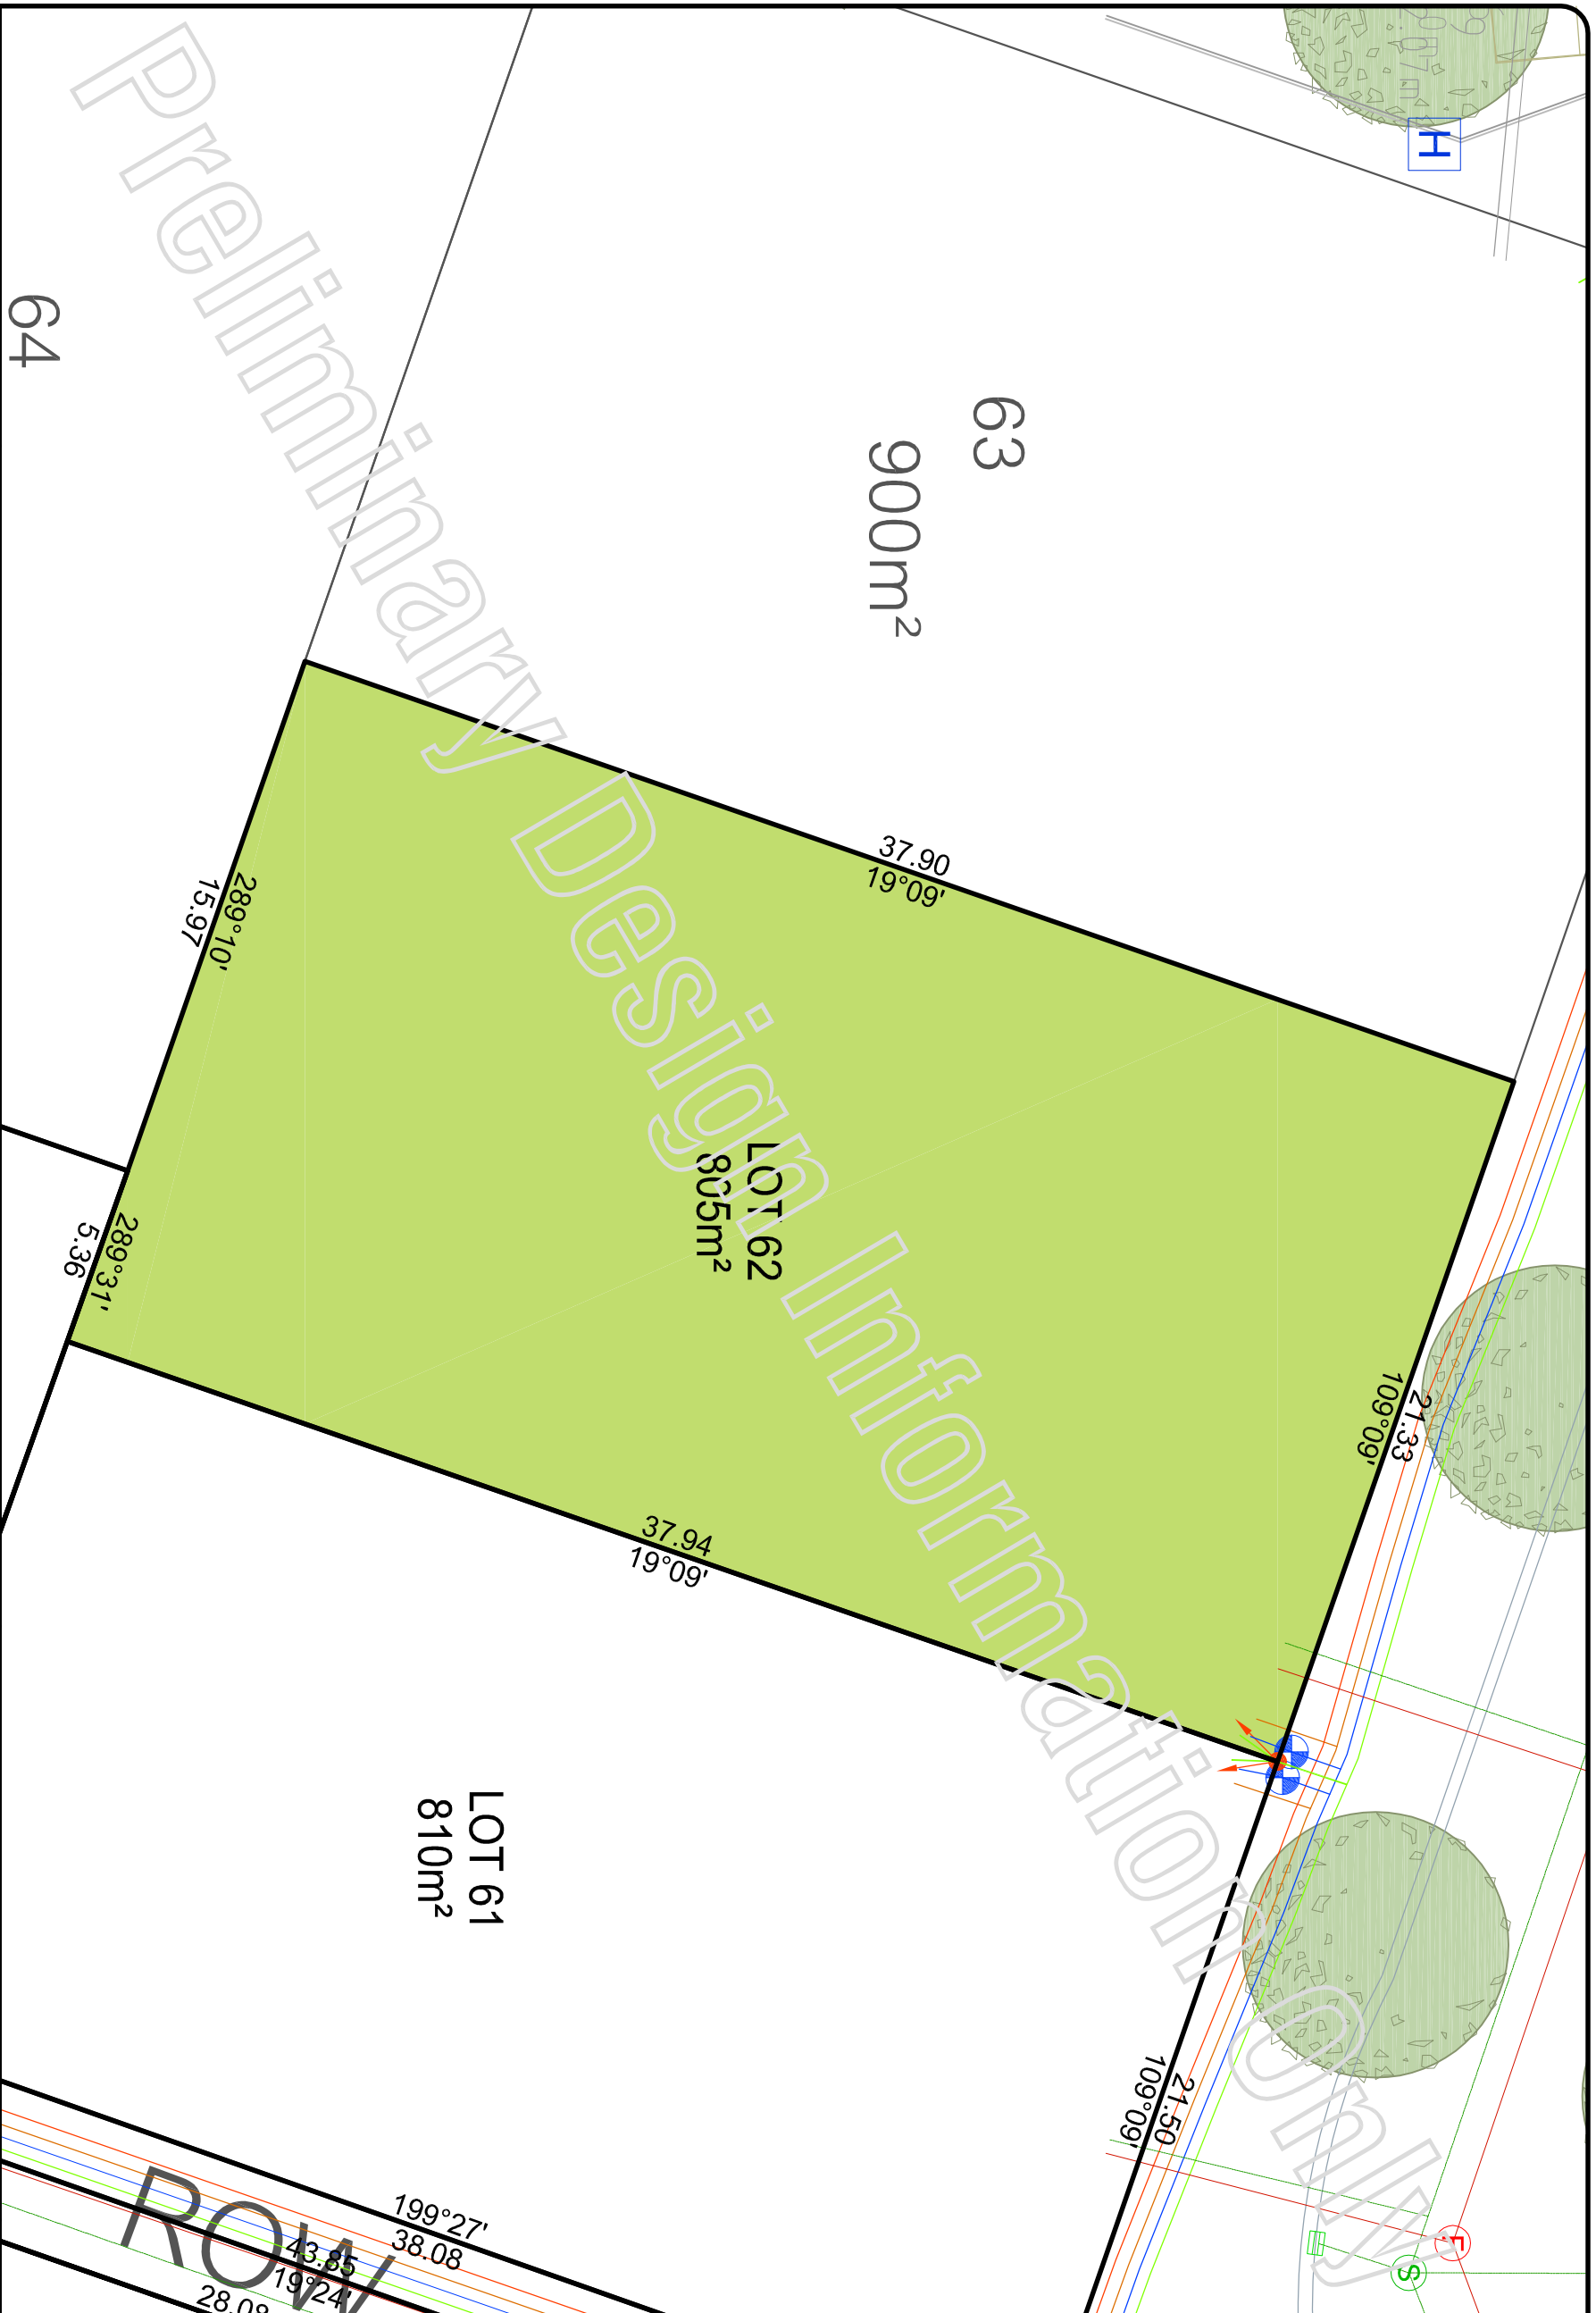 Preliminary Design Information Only
H
64
63
900m²
37.90
19°09'
289°10'
15.97
289°31'
5.36
LOT 62
805m²
21.33
109°09'
37.94
19°09'
LOT 61
810m²
21.50
109°09'
199°27'
38.08
ROW
43.85
19°24'
28.08
F
S